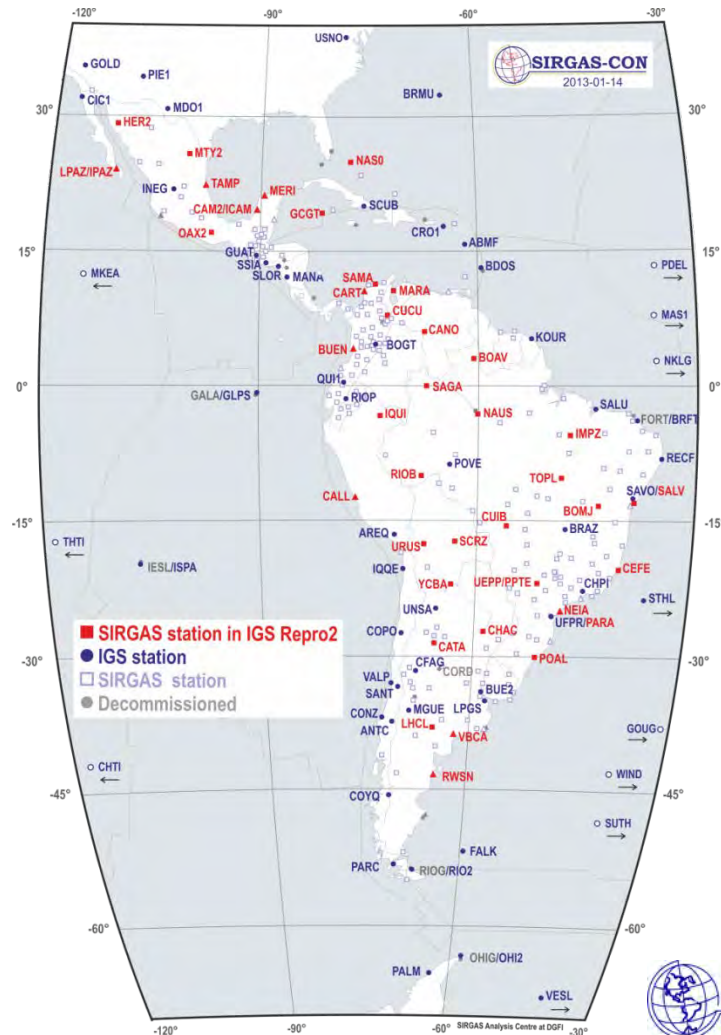 -120°
-90°
-60°
-30°
USNO
SIRGAS-CON
2013-01-14
GOLD
PIE1
CIC1
MDO1
BRMU
30°
30°
HER2
MTY2
NAS0
LPAZ/IPAZ
TAMP
INEG
MERI
CAM2/ICAM
GCGT
SCUB
OAX2
CRO1
ABMF
15°
15°
GUAT
SSIA
SLOR
MANA
BDOS
MKEA
PDEL
SAMA
CART
MARA
CUCU
MAS1
CANO
KOUR
BUEN
BOGT
BOAV
NKLG
QUI1
0°
0°
GALA/GLPS
RIOP
SAGA
SALU
IQUI
NAUS
FORT/BRFT
IMPZ
RIOB
POVE
RECF
TOPL
CALL
SAVO/SALV
BOMJ
-15°
-15°
CUIB
BRAZ
THTI
AREQ
URUS
SCRZ
IESL/ISPA
IQQE
CEFE
YCBA
UEPP/PPTE
CHPI
STHL
UNSA
NEIA
UFPR/PARA
SIRGAS station in IGS Repro2
COPO
CHAC
CATA
IGS station
-30°
-30°
POAL
SIRGAS station
CFAG
CORD
Decommissioned
VALP
SANT
BUE2
MGUE
LPGS
CONZ
ANTC
LHCL
VBCA
GOUG
CHTI
RWSN
WIND
-45°
-45°
COYQ
SUTH
FALK
PARC
RIOG/RIO2
-60°
-60°
OHIG/OHI2
PALM
VESL
SIRGAS Analysis Centre at DGFI
-120°
-90°
-60°
-30°